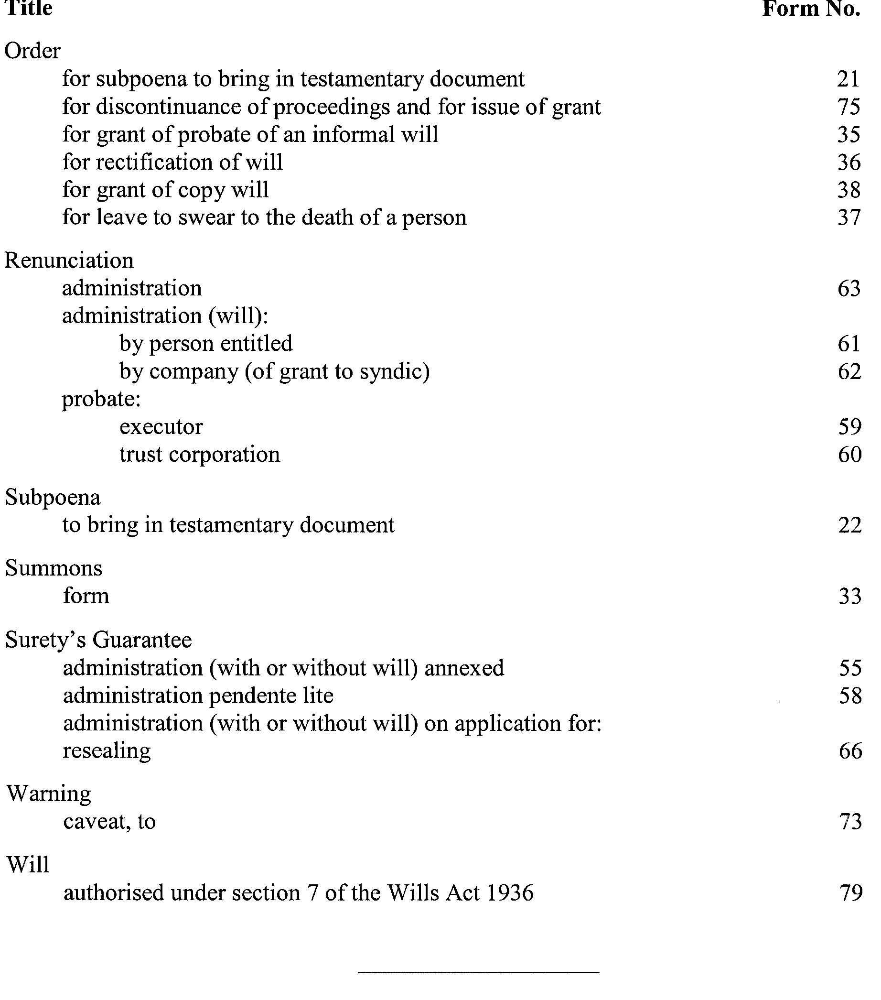 Title Form No.
Order
for subpoena to bring in testamentary document 21
for discontinuance of proceedings and for issue of grant 75
for grant of probate of an informal will 35
for rectification of will 36
for grant of copy will 38
for leave to swear to the death of a person 37
Renunciation
administration 63
administration (will):
by person entitled 61
by company (of grant to syndic) 62
probate:
executor 59
trust corporation 60
Subpoena
to bring in testamentary document 22
Summons
form 33
Surety's Guarantee
administration (with or without will) annexed 55
administration pendente lite 58
administration (with or without will) on application for:
resealing 66
Warning
caveat, to 73
Will
authorised under section 7 of the Wills Act 1936 79